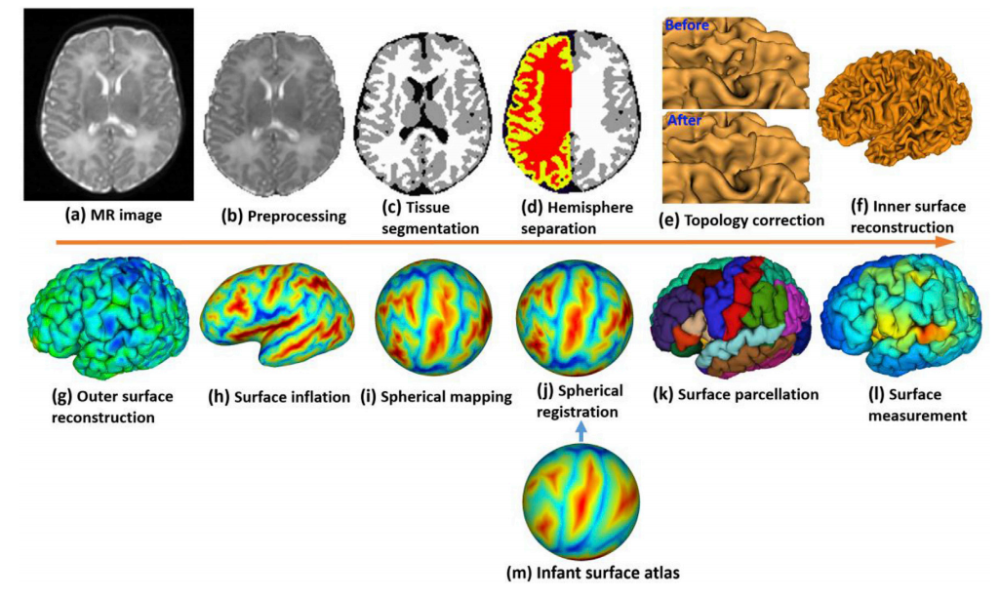 Before
After
(a) MR image
(b) Preprocessing
(c) Tissue
segmentation
(d) Hemisphere
separation
(e) Topology correction
(f) Inner surface
reconstruction
(g) Outer surface
reconstruction
(h) Surface inflation
(i) Spherical mapping
(j) Spherical
registration
(k) Surface parcellation
(l) Surface
measurement
(m) Infant surface atlas